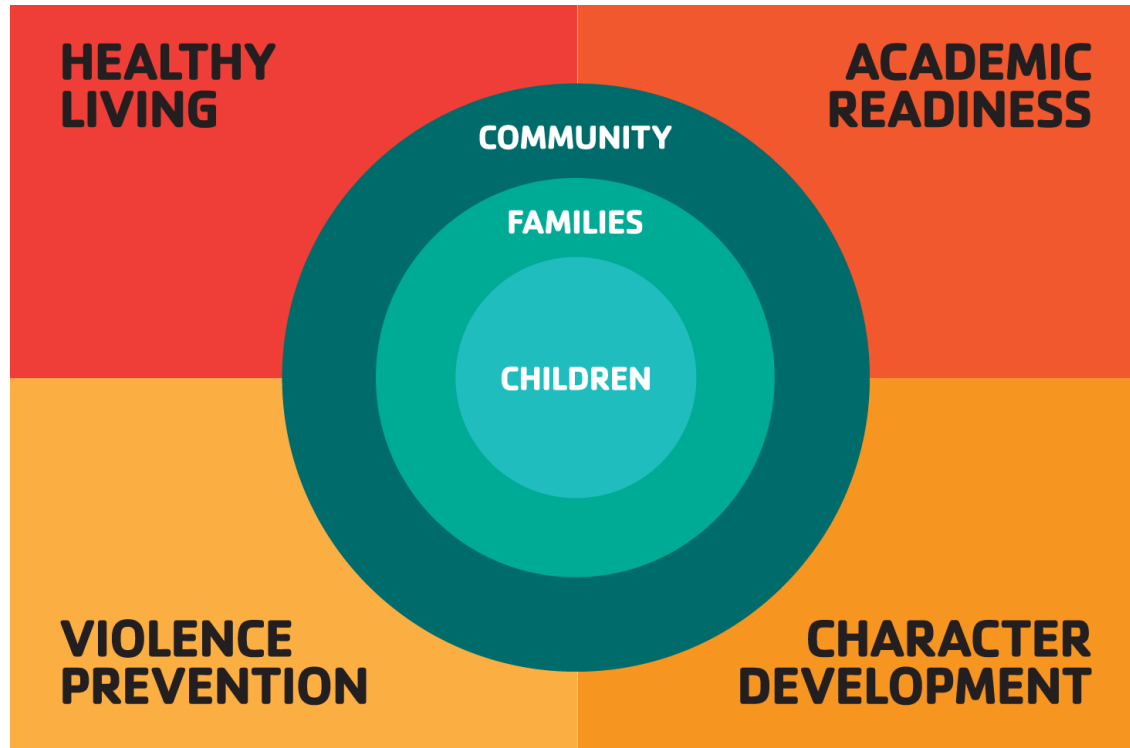 HEALTHY
LIVING
ACADEMIC
READINESS
COMMUNITY
FAMILIES
CHILDREN
VIOLENCE
PREVENTION
CHARACTER
DEVELOPMENT